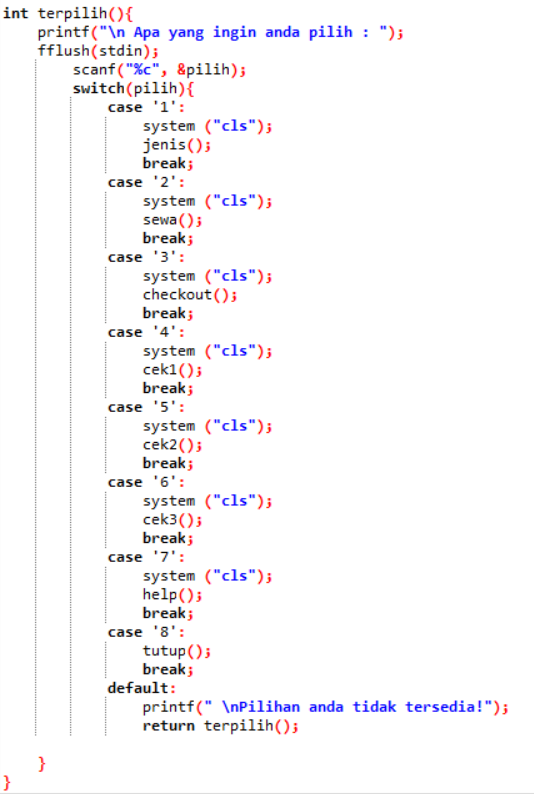 int terpilih(){
    printf("\n Apa yang ingin anda pilih : ");
    fflush(stdin);
        scanf("%c", &pilih);
        switch(pilih){
            case '1':
                system ("cls");
                jenis();
                break;
            case '2':
                system ("cls");
                sewa();
                break;
            case '3':
                system ("cls");
                checkout();
                break;
            case '4':
                system ("cls");
                cek1();
                break;
            case '5':
                system ("cls");
                cek2();
                break;
            case '6':
                system ("cls");
                cek3();
                break;
            case '7':
                system ("cls");
                help();
                break;
            case '8':
                tutup();
                break;
            default:
                printf(" \nPilihan anda tidak tersedia!");
                return terpilih();
    }
}